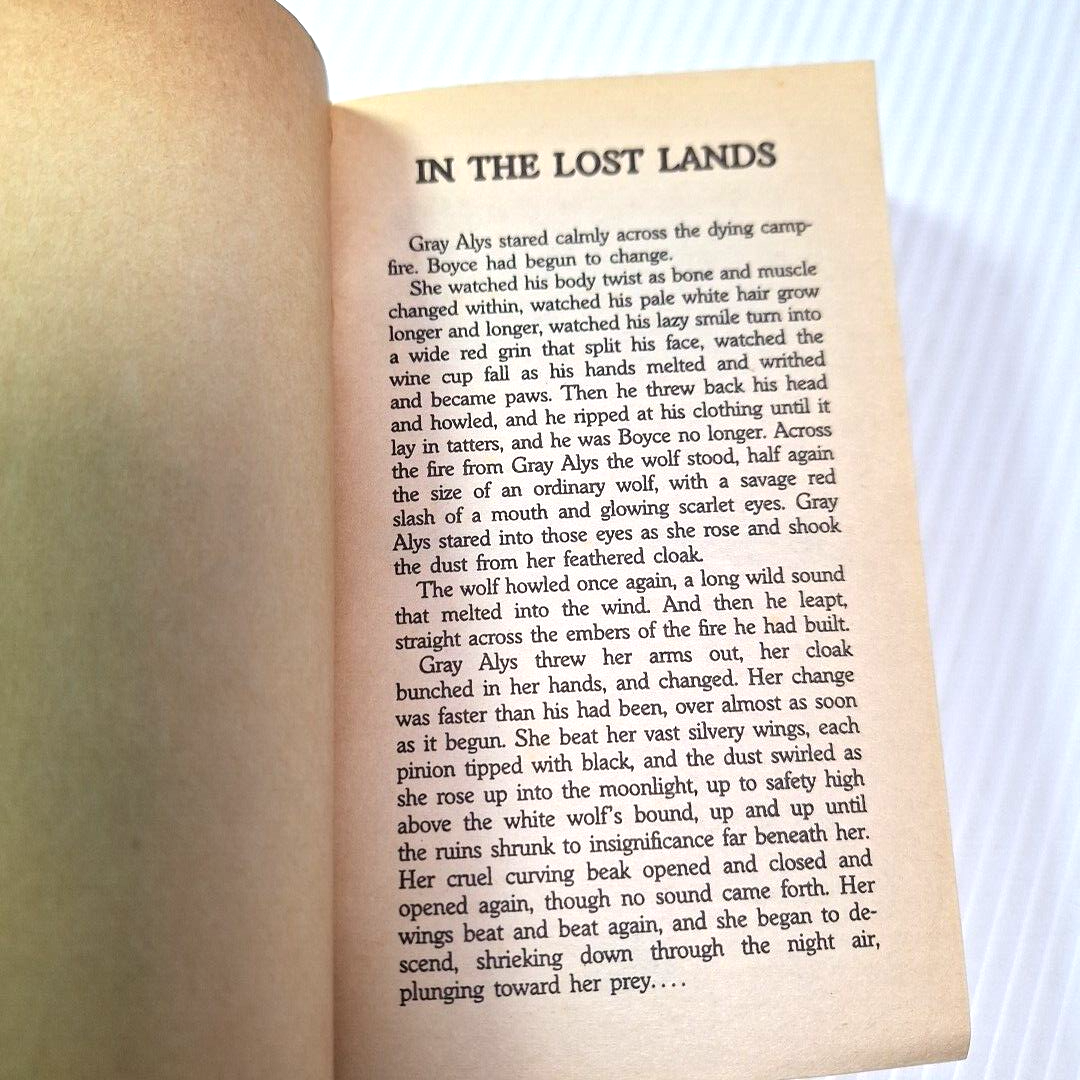 IN THE LOST LANDS
Gray Alys stared calmly across the dying camp-
fire. Boyce had begun to change.
She watched his body twist as bone and muscle
changed within, watched his pale white hair grow
longer and longer, watched his lazy smile turn into
a wide red grin that split his face, watched the
wine cup fall as his hands melted and writhed
and became paws. Then he threw back his head
and howled, and he ripped at his clothing until it
lay in tatters, and he was Boyce no longer. Across
the fire from Gray Alys the wolf stood, half again
the size of an ordinary wolf, with a savage red
slash of a mouth and glowing scarlet eyes. Gray
Alys stared into those eyes as she rose and shook
the dust from her feathered cloak.
The wolf howled once again, a long wild sound
that melted into the wind. And then he leapt,
straight across the embers of the fire he had built.
Gray Alys threw her arms out, her cloak
bunched in her hands, and changed. Her change
was faster than his had been, over almost as soon
as it begun. She beat her vast silvery wings, each
pinion tipped with black, and the dust swirled as
she rose up into the moonlight, up to safety high
above the white wolf's bound, up and up until
the ruins shrunk to insignificance far beneath her.
Her cruel curving beak opened and closed and
opened again, though no sound came forth. Her
wings beat and beat again, and she began to de-
scend, shrieking down through the night air,
plunging toward her prey....